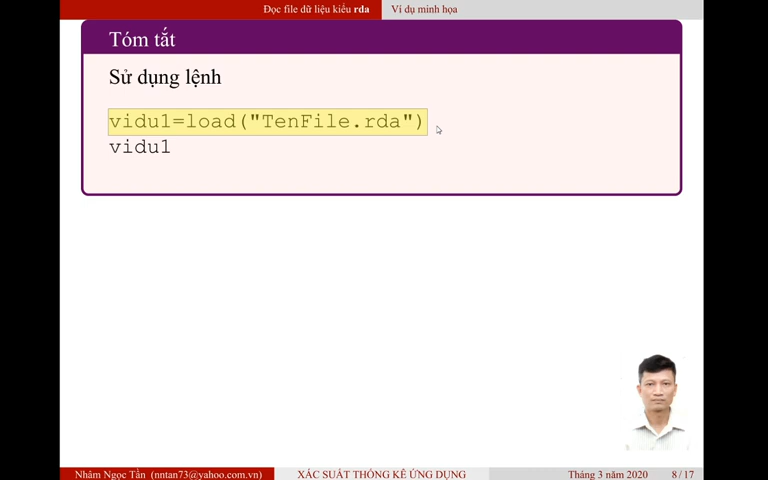 Đọc file dữ liệu kiểu rda Ví dụ minh họa
Tóm tắt
Sử dụng lệnh
vidu1=load("TenFile.rda")
vidu1
Nhâm Ngọc Tần (nntan73@yahoo.com.vn) XÁC SUẤT THỐNG KÊ ỨNG DỤNG Tháng 3 năm 2020 8 / 17